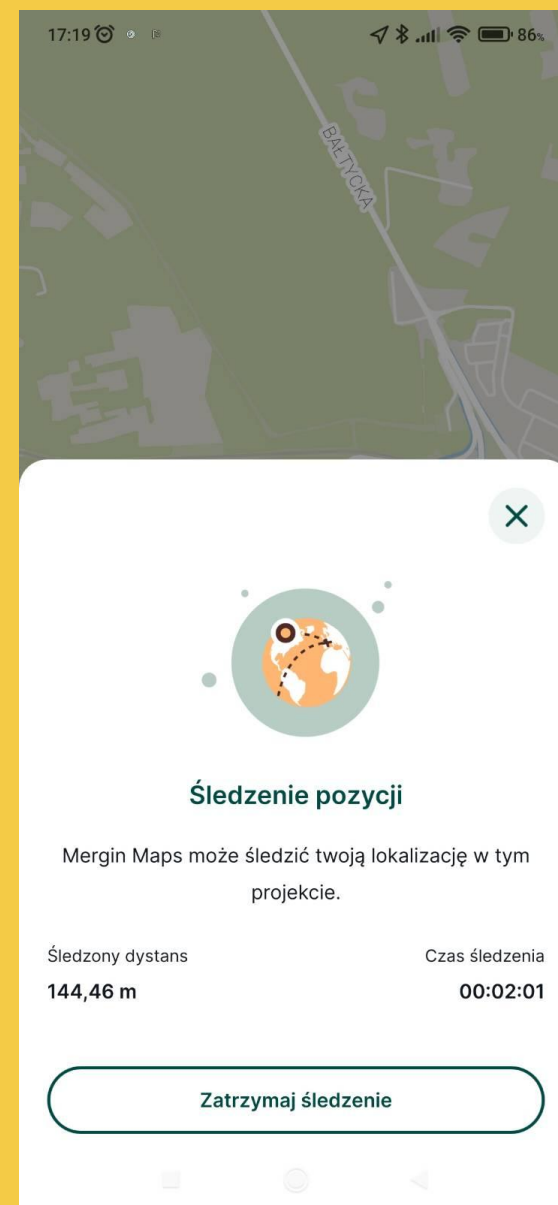 17:19
86%
BAŁTYCKA
Śledzenie pozycji
Mergin Maps może śledzić twoją lokalizację w tym
projekcie.
Śledzony dystans
Czas śledzenia
144,46 m
00:02:01
Zatrzymaj śledzenie